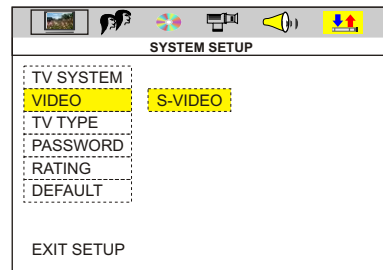 SYSTEM SETUP
TV SYSTEM
VIDEO S-VIDEO
TV TYPE
PASSWORD
RATING
DEFAULT
EXIT SETUP